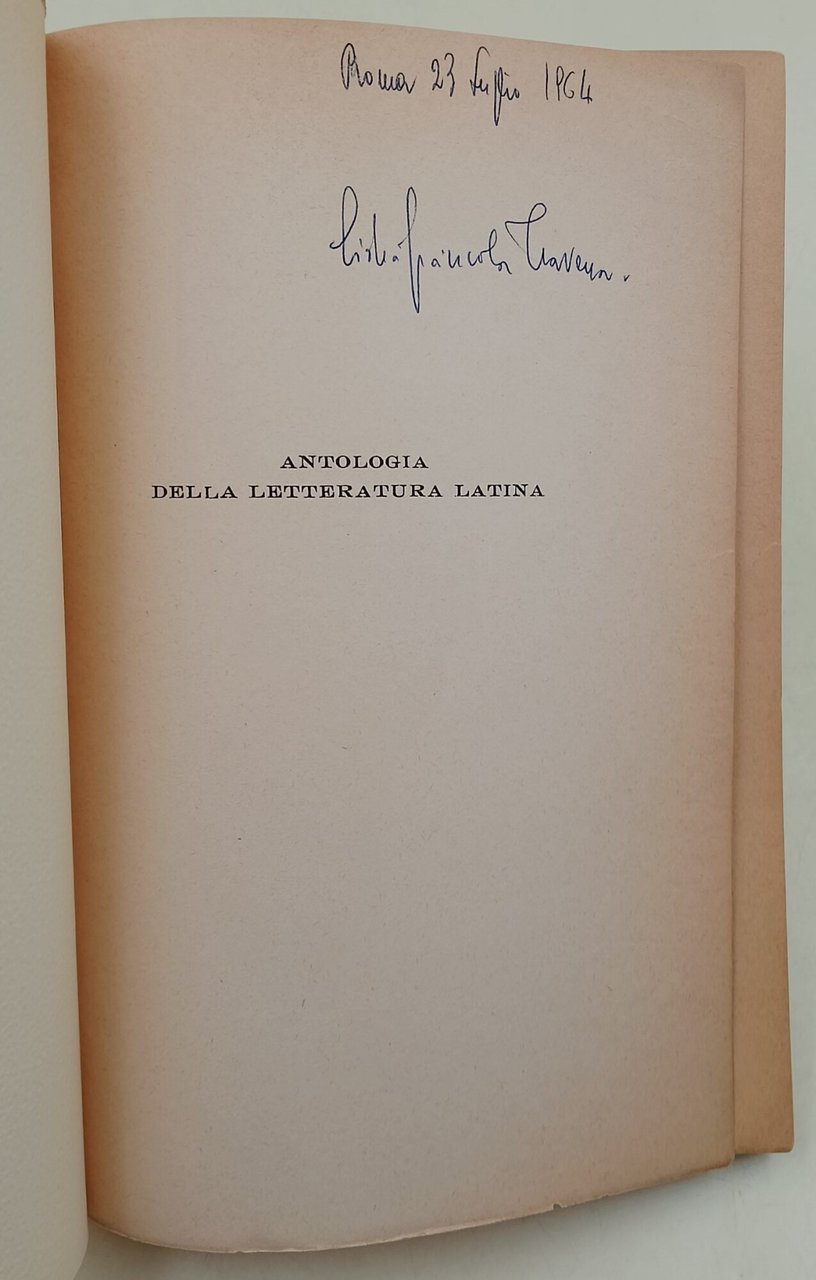 Roma 23 Luglio 1964
ANTOLOGIA
DELLA LETTERATURA LATINA